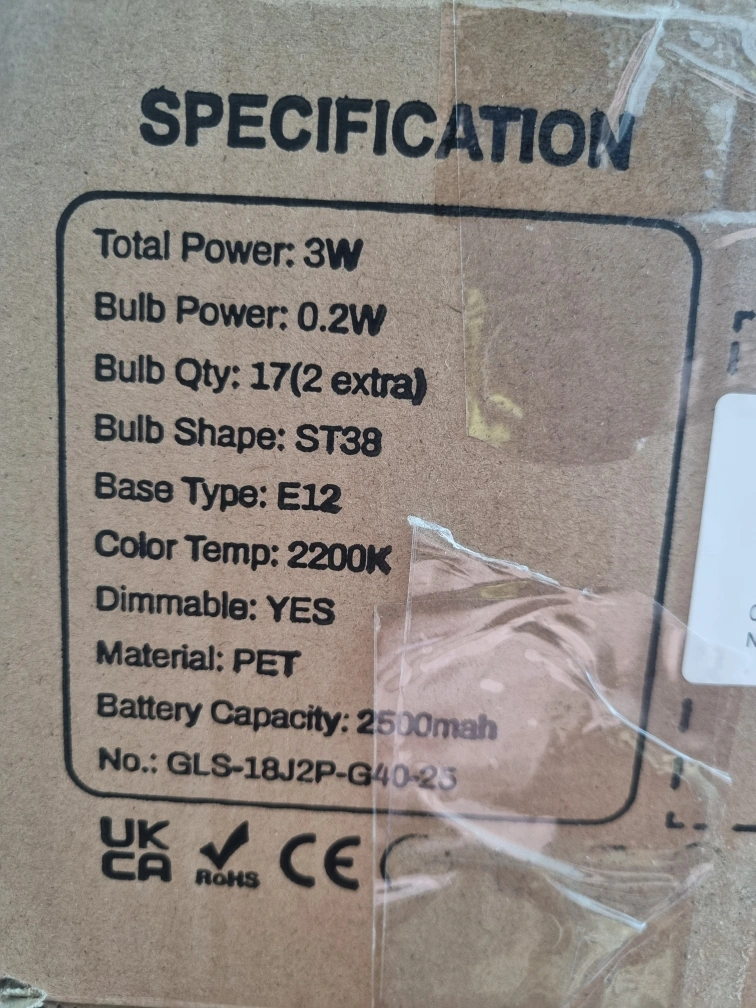 SPECIFICATION
Total Power: 3W
Bulb Power: 0.2W
Bulb Qty: 17(2 extra)
Bulb Shape: ST38
Base Type: E12
Color Temp: 2200K
Dimmable: YES
Material: PET
Battery Capacity: 2500mah
No.: GLS-18J2P-G40-25
UK
CA
RoHS
CE